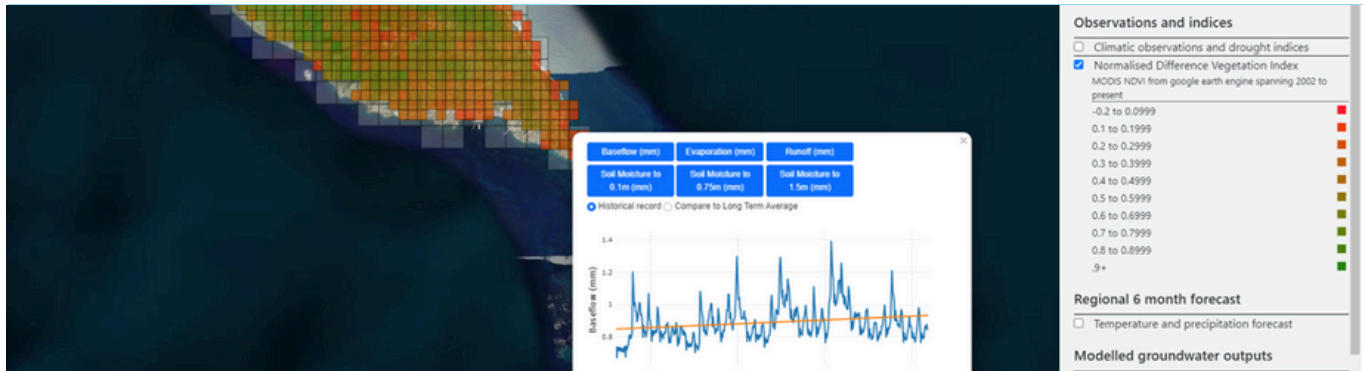 Observations and indices
Climatic observations and drought indices
Normalised Difference Vegetation Index
MODIS NDVI from google earth engine spanning 2002 to
present
-0.2 to 0.0999
0.1 to 0.1999
0.2 to 0.2999
0.3 to 0.3999
0.4 to 0.4999
0.5 to 0.5999
0.6 to 0.6999
0.7 to 0.7999
0.8 to 0.8999
.9+
Regional 6 month forecast
Temperature and precipitation forecast
Modelled groundwater outputs
×
Baseflow (mm) Evaporation (mm) Runoff (mm)
Soil Moisture to Soil Moisture to Soil Moisture to
0.1m (mm) 0.75m (mm) 1.5m (mm)
Historical record Compare to Long Term Average
Baseflow (mm)
1.4
1.2
1
0.8